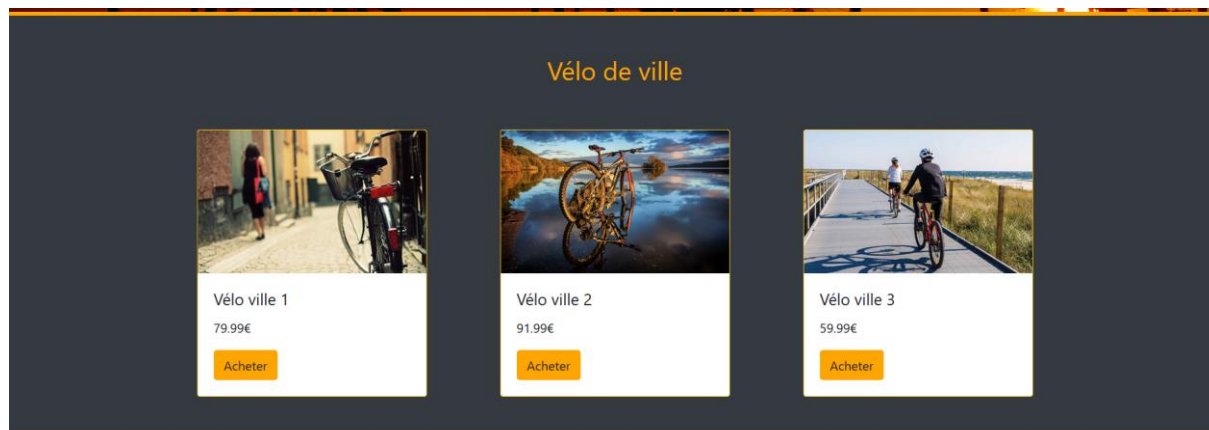 Vélo de ville
Vélo ville 1
79.99€
Acheter
Vélo ville 2
91.99€
Acheter
Vélo ville 3
59.99€
Acheter